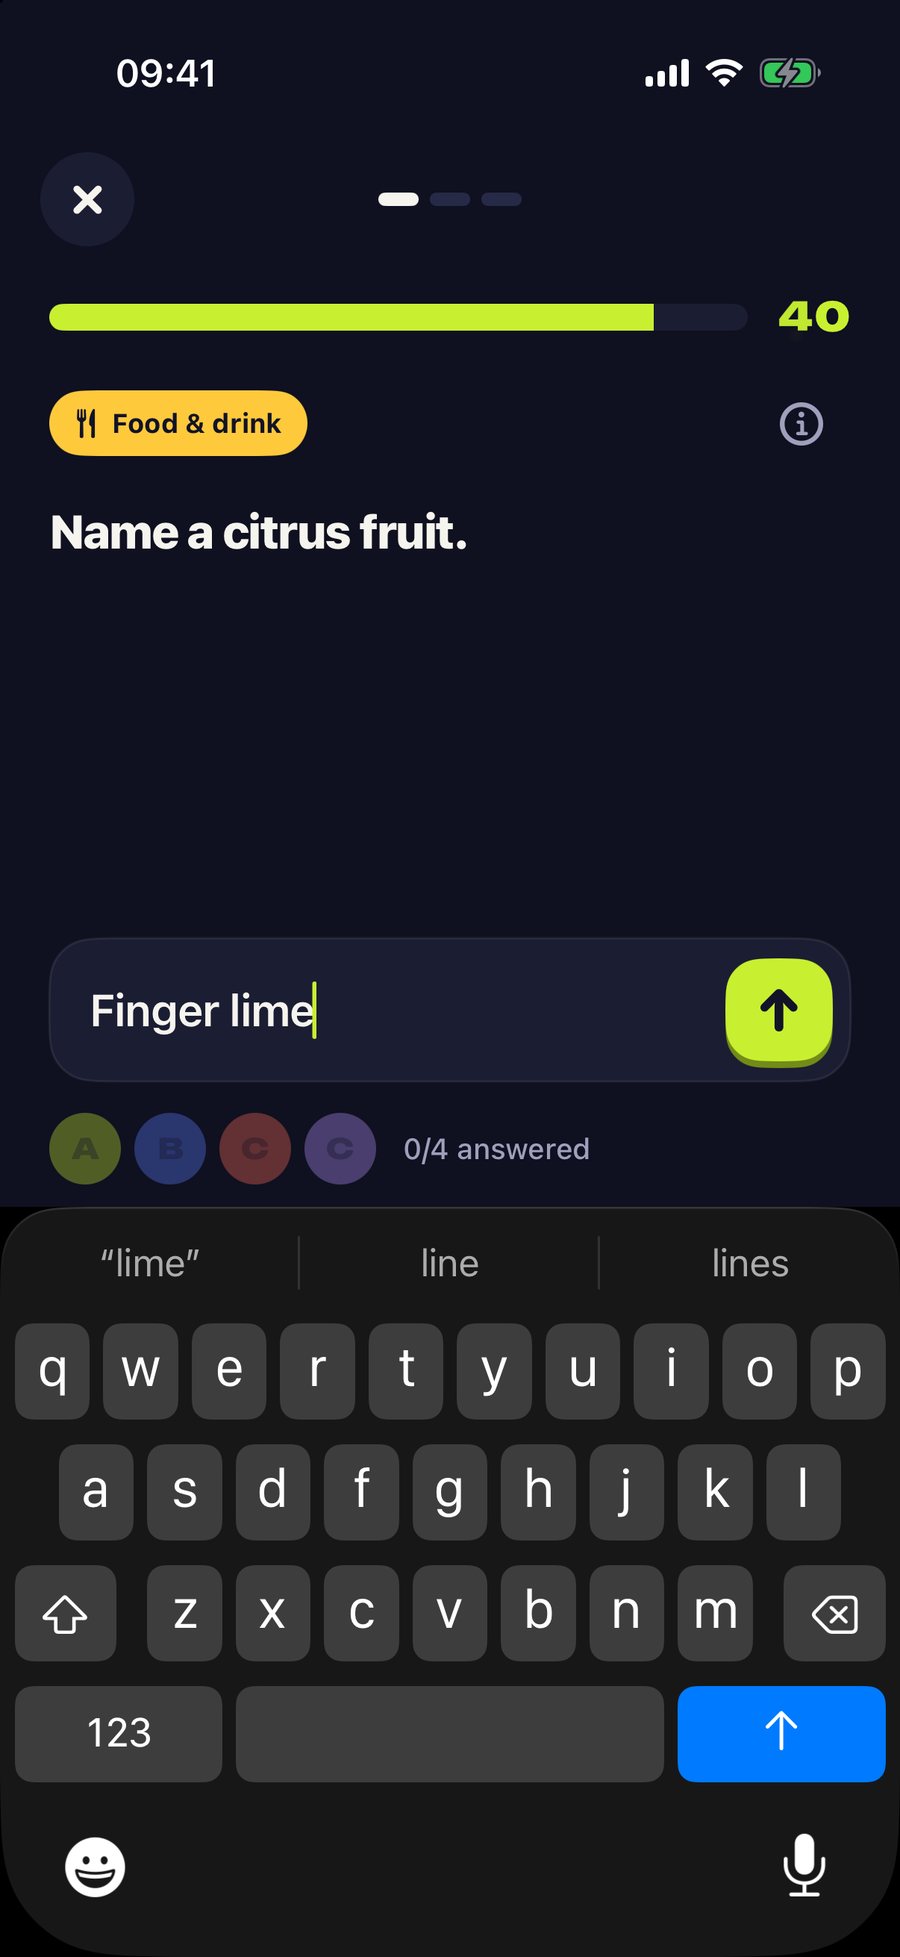 09:41
40
Food & drink
Name a citrus fruit.
Finger lime
A B C C 0/4 answered
“lime” line lines
q w e r t y u i o p
a s d f g h j k l
z x c v b n m
123